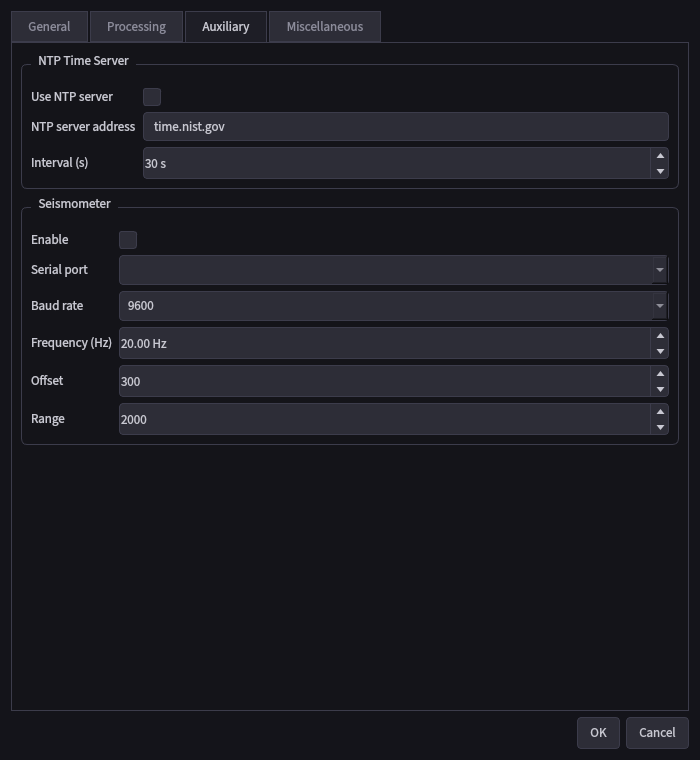 General Processing Auxiliary Miscellaneous
NTP Time Server
Use NTP server
NTP server address time.nist.gov
Interval (s) 30 s
Seismometer
Enable
Serial port
Baud rate 9600
Frequency (Hz) 20.00 Hz
Offset 300
Range 2000
OK Cancel